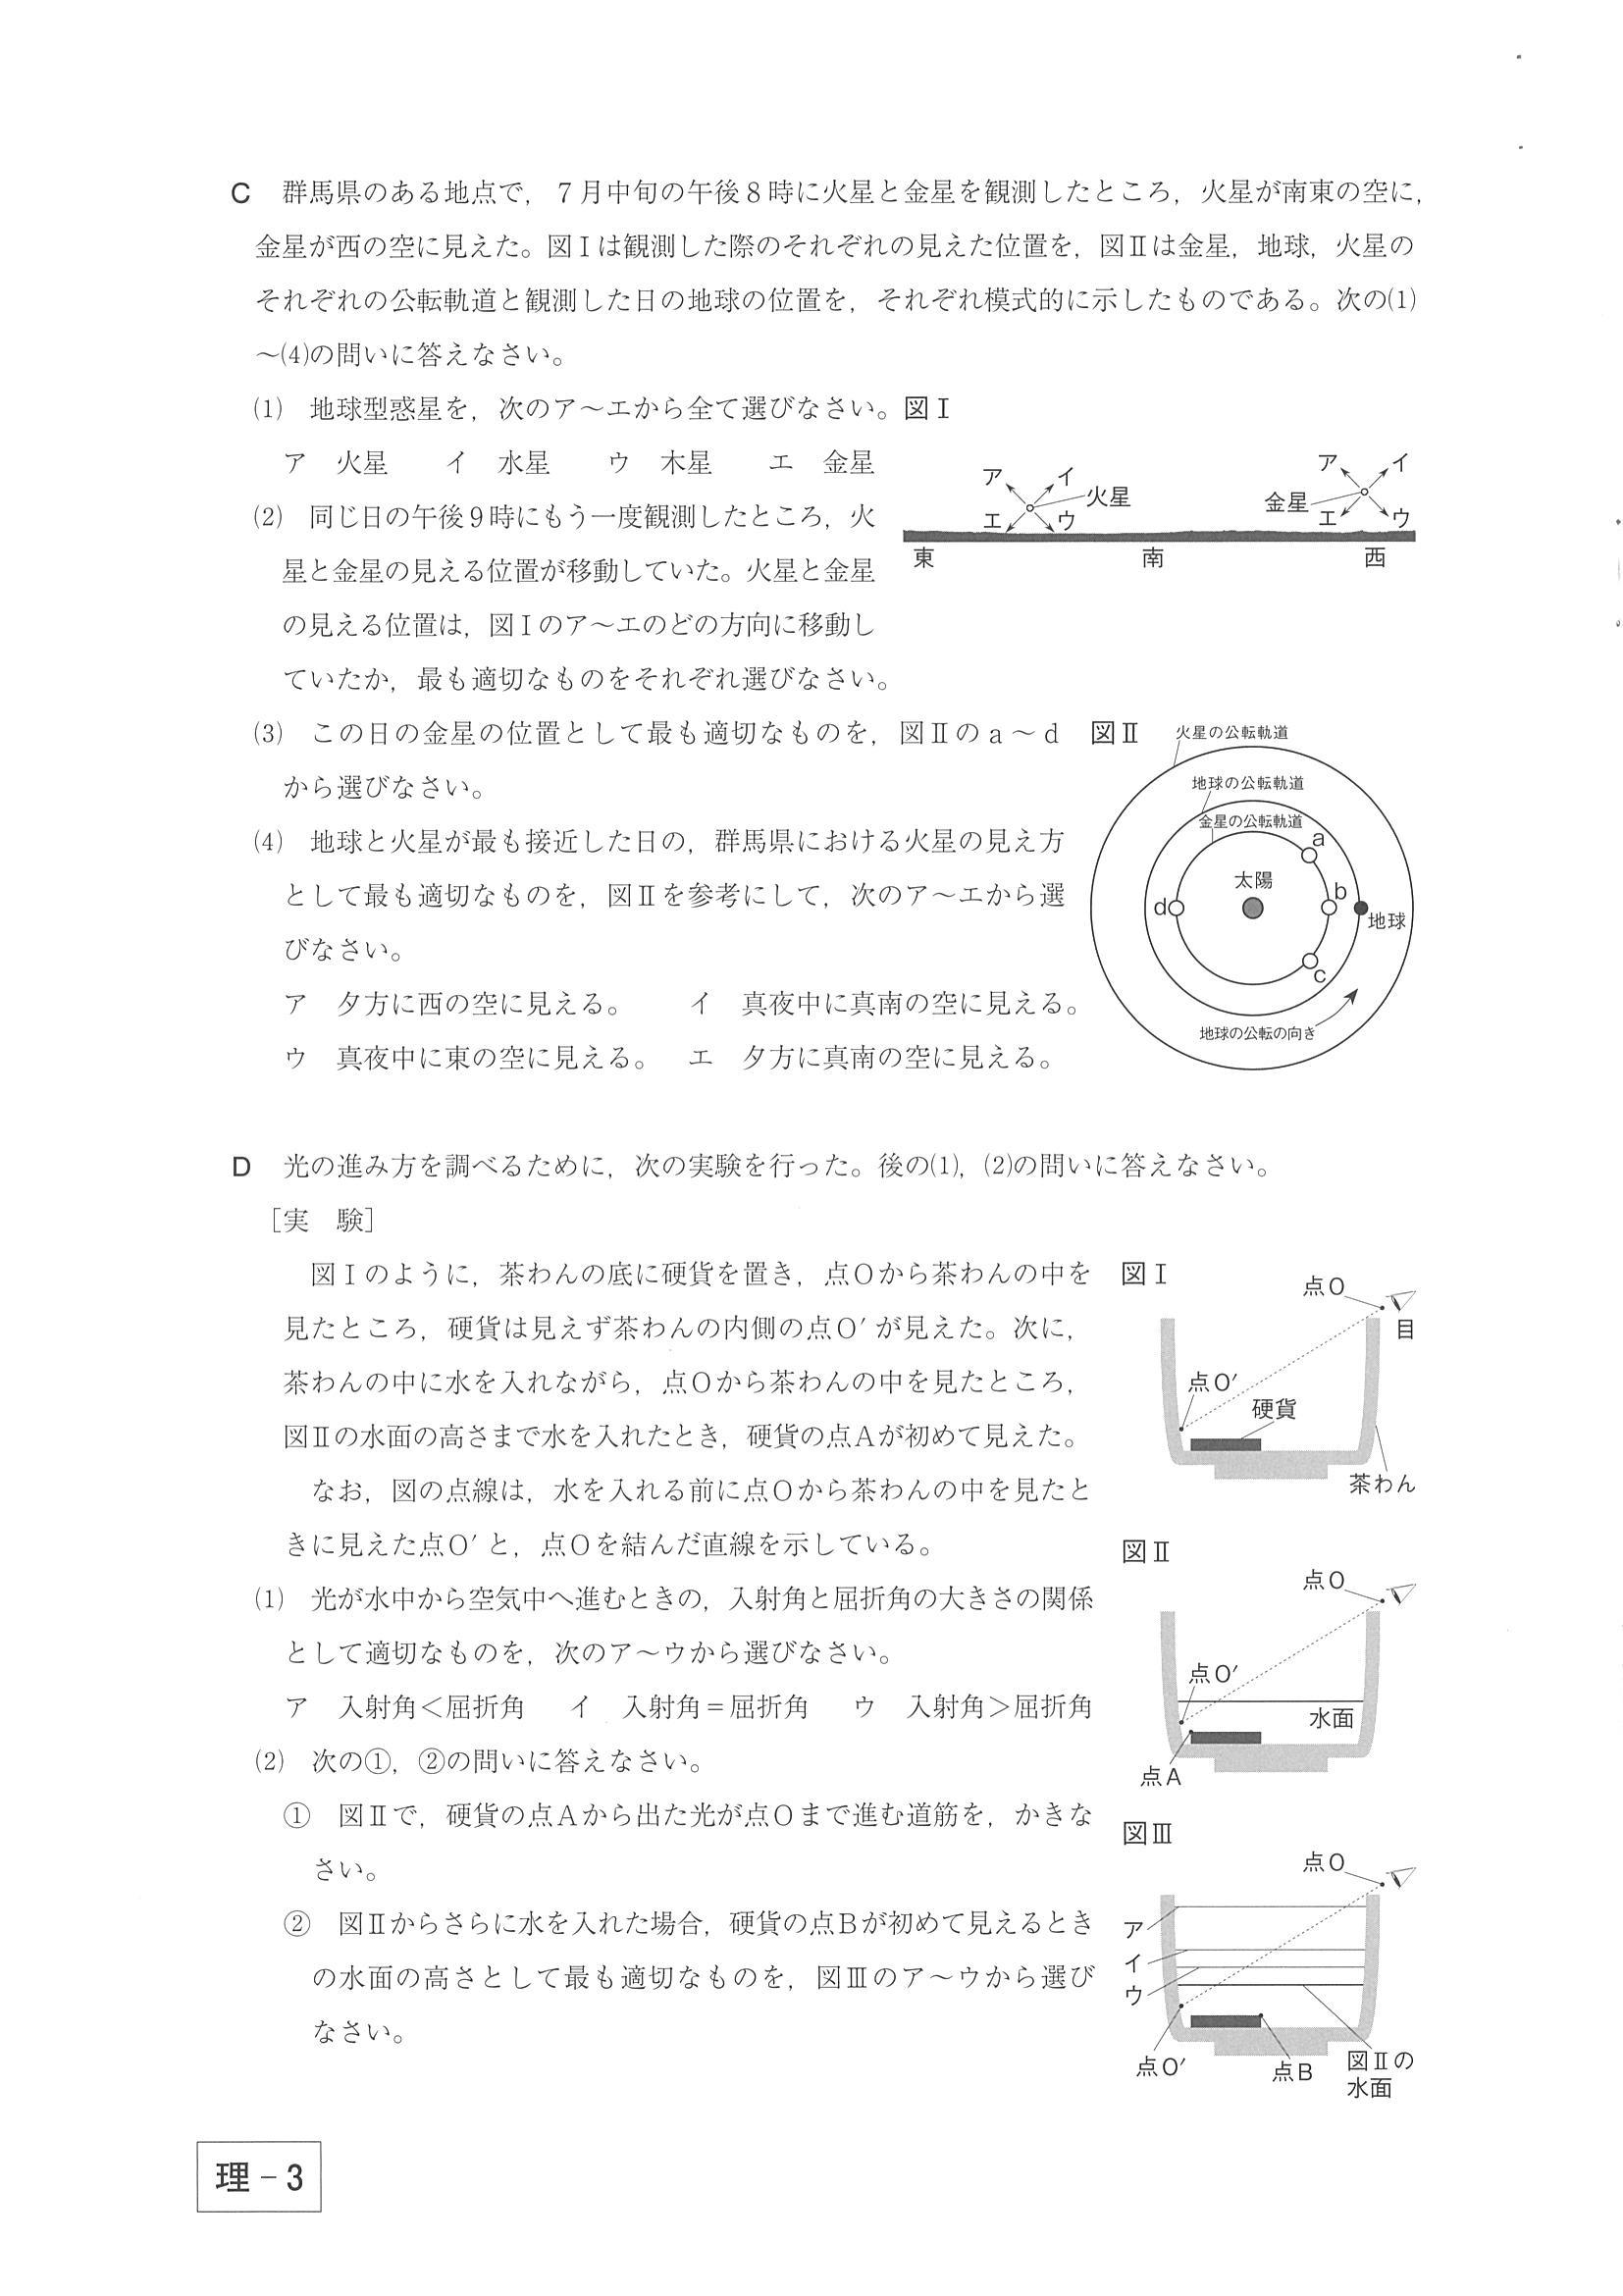 C　群馬県のある地点で，７月中旬の午後８時に火星と金星を観測したところ，火星が南東の空に，
金星が西の空に見えた。図Ⅰは観測した際のそれぞれの見えた位置を，図Ⅱは金星，地球，火星の
それぞれの公転軌道と観測した日の地球の位置を，それぞれ模式的に示したものである。次の⑴
～⑷の問いに答えなさい。
⑴　地球型惑星を，次のア～エから全て選びなさい。
ア　火星　　イ　水星　　ウ　木星　　エ　金星
⑵　同じ日の午後９時にもう一度観測したところ，火
星と金星の見える位置が移動していた。火星と金星
の見える位置は，図Ⅰのア～エのどの方向に移動し
ていたか，最も適切なものをそれぞれ選びなさい。
図Ⅰ
ア　イ　火星
エ　ウ
ア　イ
金星　エ　ウ
東　南　西
⑶　この日の金星の位置として最も適切なものを，図Ⅱのａ～ｄ
から選びなさい。
⑷　地球と火星が最も接近した日の，群馬県における火星の見え方
として最も適切なものを，図Ⅱを参考にして，次のア～エから選
びなさい。
ア　夕方に西の空に見える。　　イ　真夜中に真南の空に見える。
ウ　真夜中に東の空に見える。　エ　夕方に真南の空に見える。
図Ⅱ
火星の公転軌道
地球の公転軌道
金星の公転軌道
a
太陽
d
b
地球
c
地球の公転の向き
D　光の進み方を調べるために，次の実験を行った。後の⑴，⑵の問いに答えなさい。
［実　験］
図Ⅰのように，茶わんの底に硬貨を置き，点Ｏから茶わんの中を
見たところ，硬貨は見えず茶わんの内側の点Ｏ′が見えた。次に，
茶わんの中に水を入れながら，点Ｏから茶わんの中を見たところ，
図Ⅱの水面の高さまで水を入れたとき，硬貨の点Ａが初めて見えた。
なお，図の点線は，水を入れる前に点Ｏから茶わんの中を見たと
きに見えた点Ｏ′と，点Ｏを結んだ直線を示している。
⑴　光が水中から空気中へ進むときの，入射角と屈折角の大きさの関係
として適切なものを，次のア～ウから選びなさい。
ア　入射角＜屈折角　　イ　入射角＝屈折角　　ウ　入射角＞屈折角
⑵　次の①，②の問いに答えなさい。
①　図Ⅱで，硬貨の点Ａから出た光が点Ｏまで進む道筋を，かきな
さい。
②　図Ⅱからさらに水を入れた場合，硬貨の点Ｂが初めて見えるとき
の水面の高さとして最も適切なものを，図Ⅲのア～ウから選び
なさい。
図Ⅰ
点Ｏ
目
点Ｏ′
硬貨
茶わん
図Ⅱ
点Ｏ
点Ｏ′
水面
点Ａ
図Ⅲ
点Ｏ
ア
イ
ウ
点Ｏ′
点Ｂ
図Ⅱの
水面
理－3